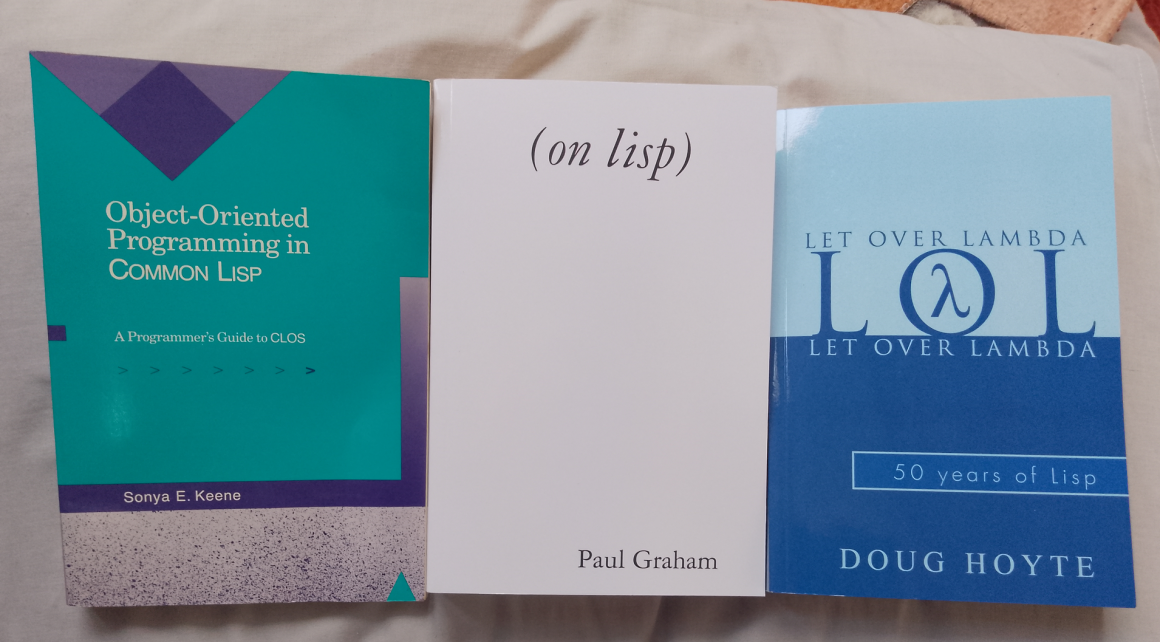 Object-Oriented
Programming in
COMMON LISP
A Programmer's Guide to CLOS
> > > > > > >
Sonya E. Keene
(on lisp)
Paul Graham
LET OVER LAMBDA
LOL
λ
LET OVER LAMBDA
50 years of Lisp
DOUG HOYTE